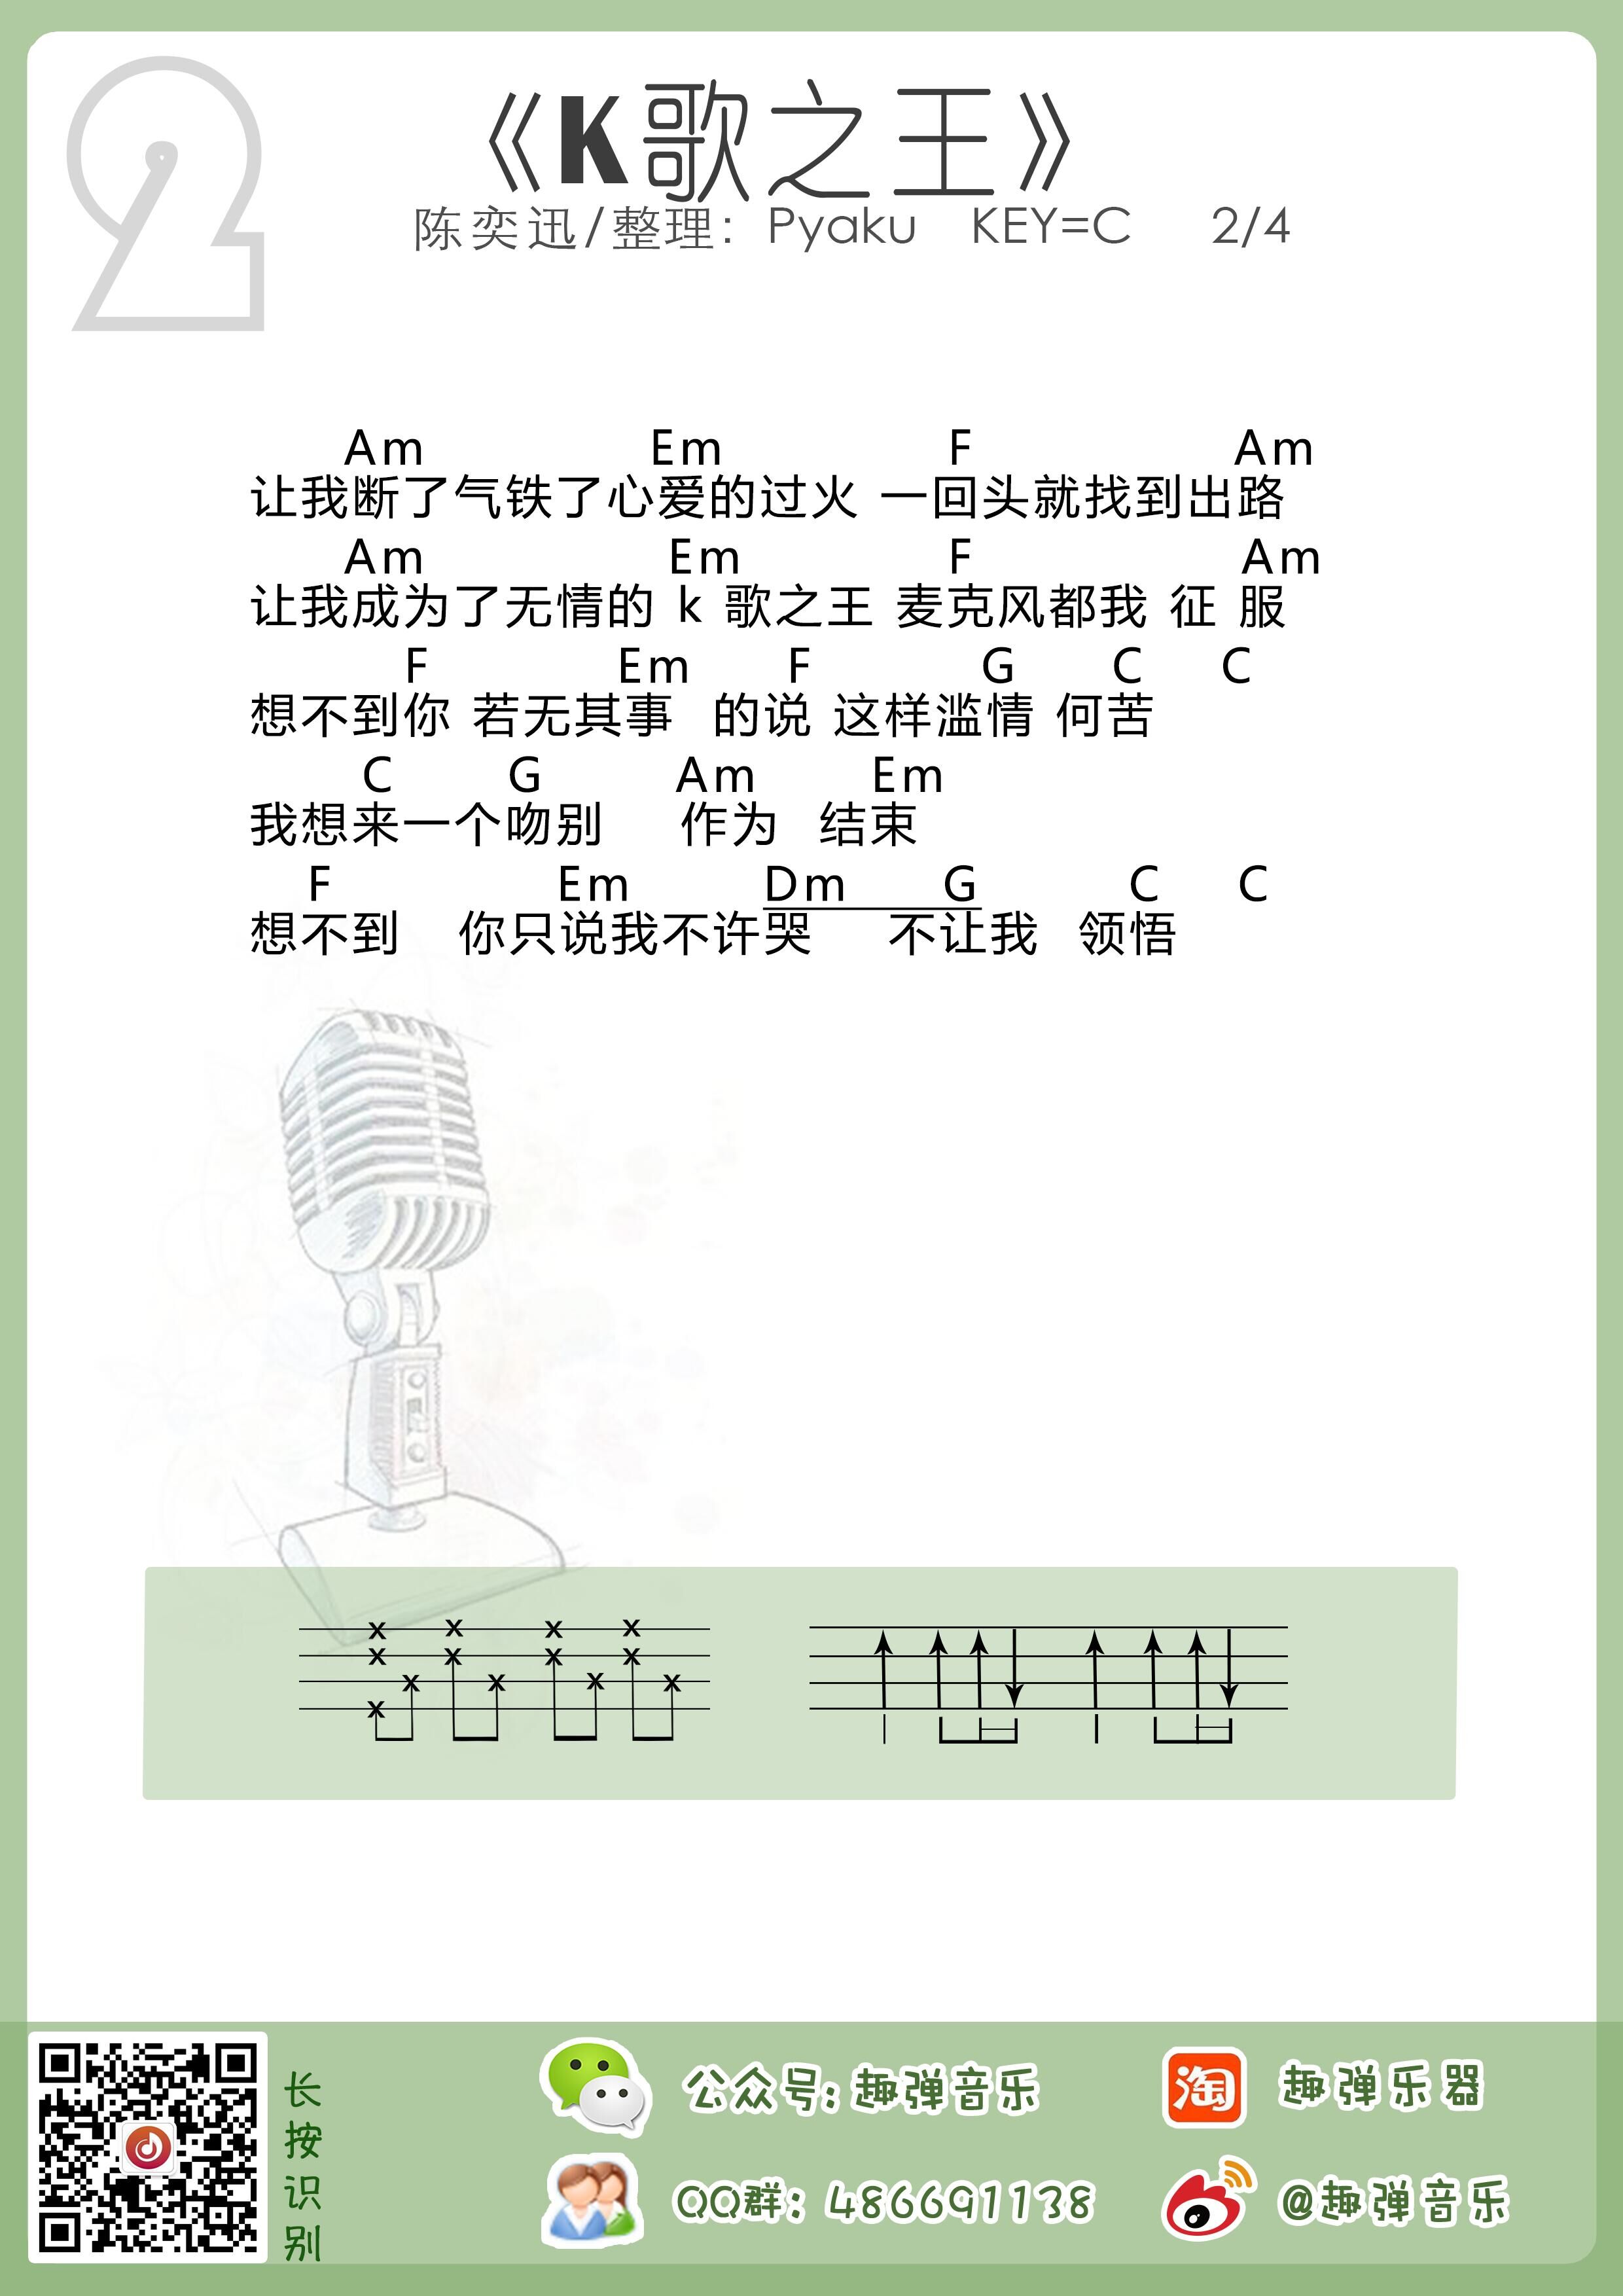 2
《K歌之王》
陈奕迅/整理：Pyaku KEY=C 2/4
Am Em F Am
让我断了气铁了心爱的过火 一回头就找到出路
Am Em F Am
让我成为了无情的 k 歌之王 麦克风都我 征 服
F Em F G C C
想不到你 若无其事 的说 这样滥情 何苦
C G Am Em
我想来一个吻别 作为 结束
F Em Dm G C C
想不到 你只说我不许哭 不让我 领悟
x x x x
x x x x
x x x x
x
长按识别
公众号：趣弹音乐
淘 趣弹乐器
QQ群：486691138
@趣弹音乐